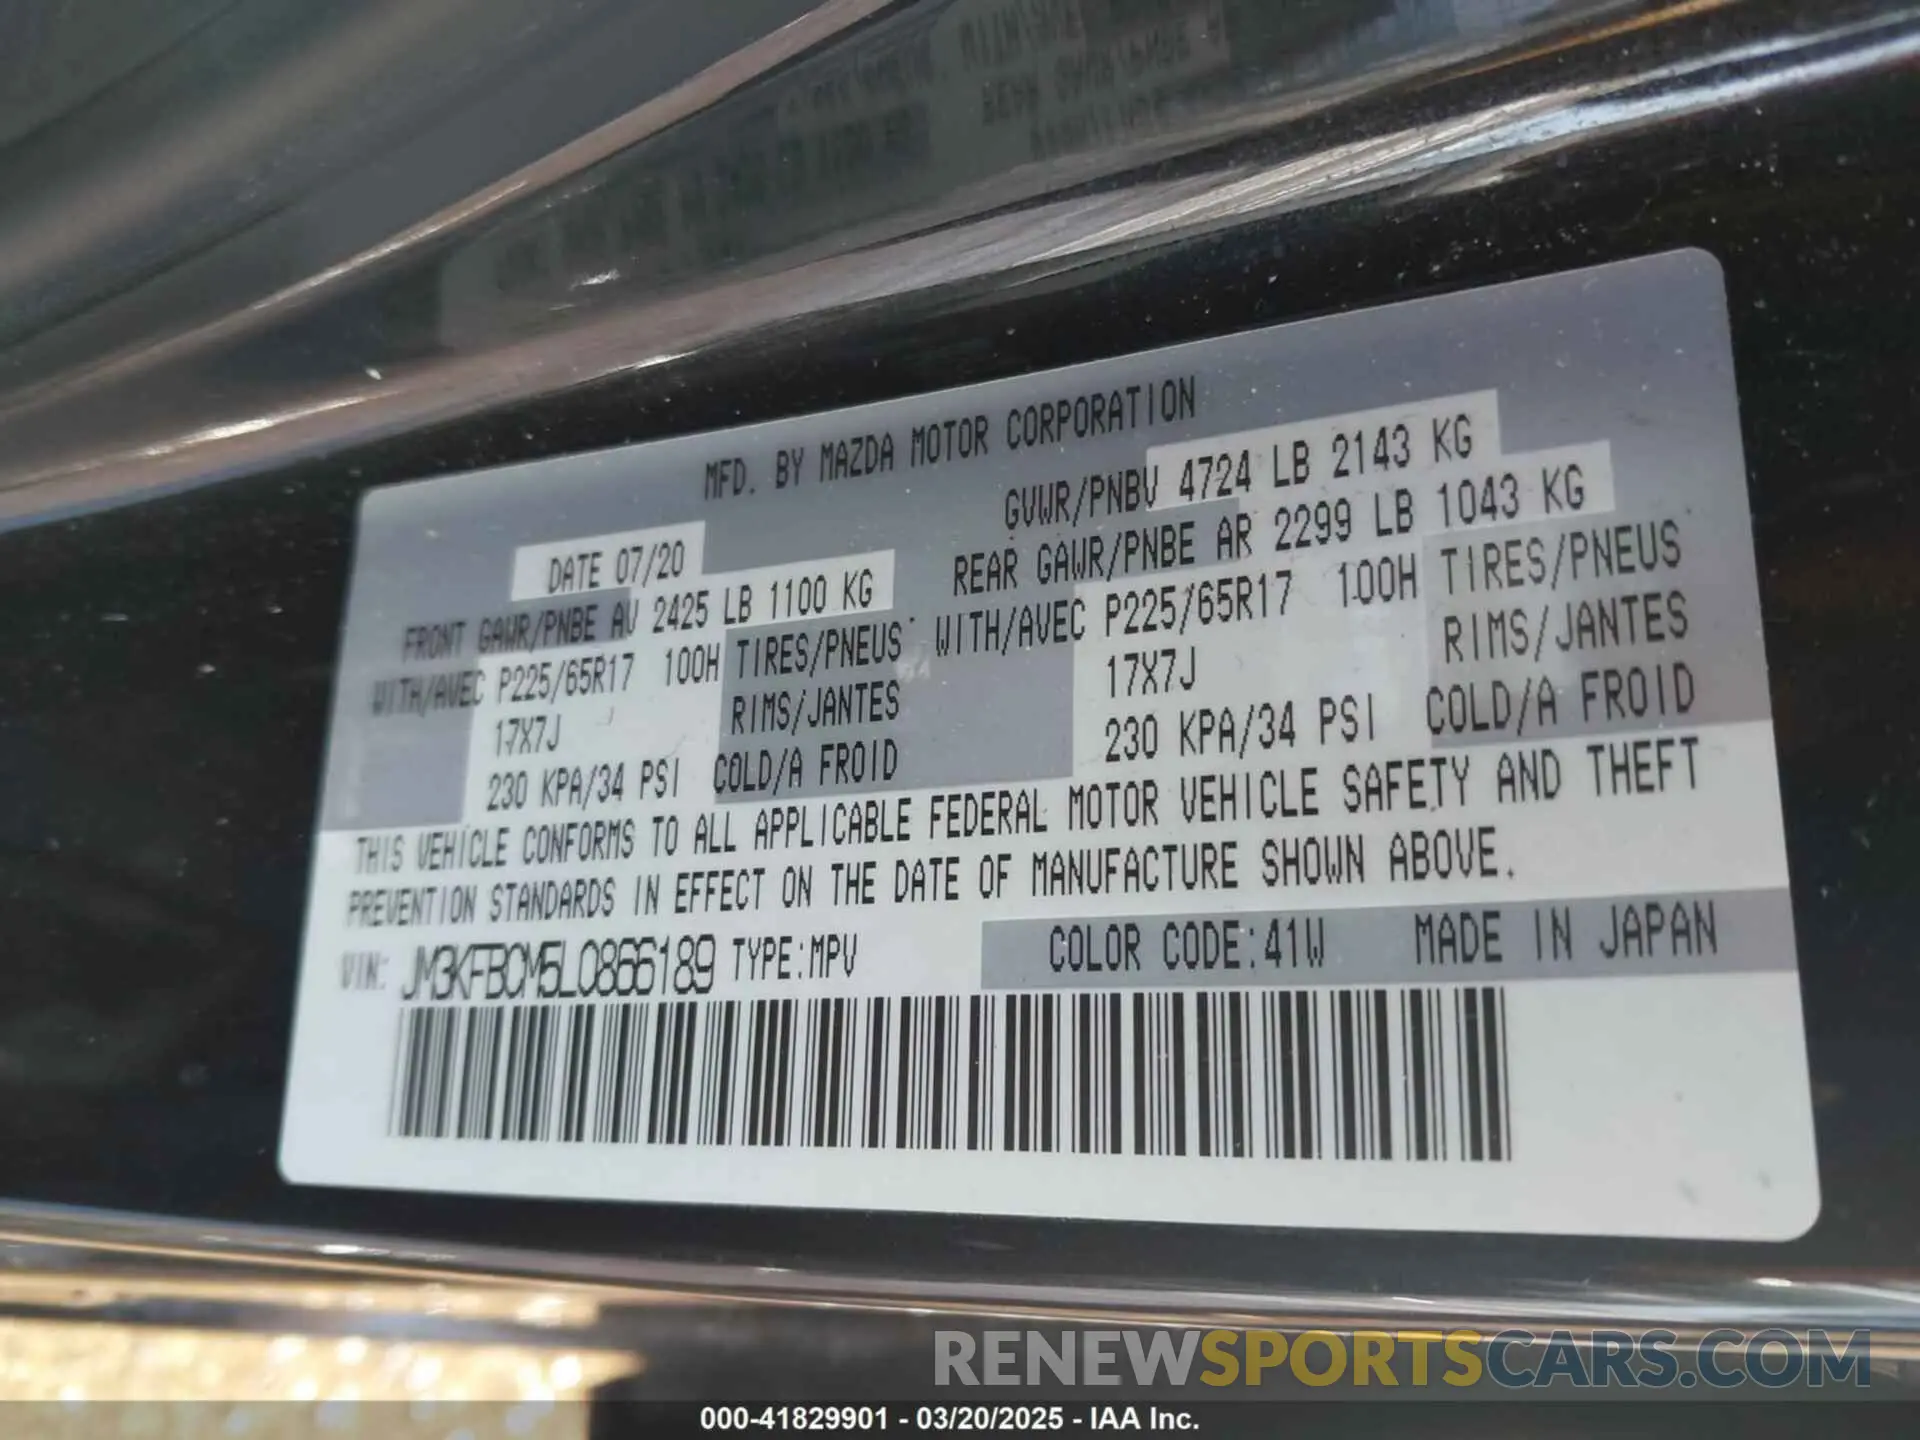 MFD. BY MAZDA MOTOR CORPORATION
DATE 07/20
GVWR/PNBV 4724 LB 2143 KG
FRONT GAWR/PNBE AV 2425 LB 1100 KG
REAR GAWR/PNBE AR 2299 LB 1043 KG
WITH/AVEC P225/65R17 100H TIRES/PNEUS
WITH/AVEC P225/65R17 100H TIRES/PNEUS
17X7J RIMS/JANTES
17X7J RIMS/JANTES
230 KPA/34 PSI COLD/A FROID
230 KPA/34 PSI COLD/A FROID
THIS VEHICLE CONFORMS TO ALL APPLICABLE FEDERAL MOTOR VEHICLE SAFETY AND THEFT
PREVENTION STANDARDS IN EFFECT ON THE DATE OF MANUFACTURE SHOWN ABOVE.
VIN: JM3KFBCM5L0866189 TYPE:MPV COLOR CODE:41W MADE IN JAPAN
RENEWSPORTSCARS.COM
000-41829901 - 03/20/2025 - IAA Inc.